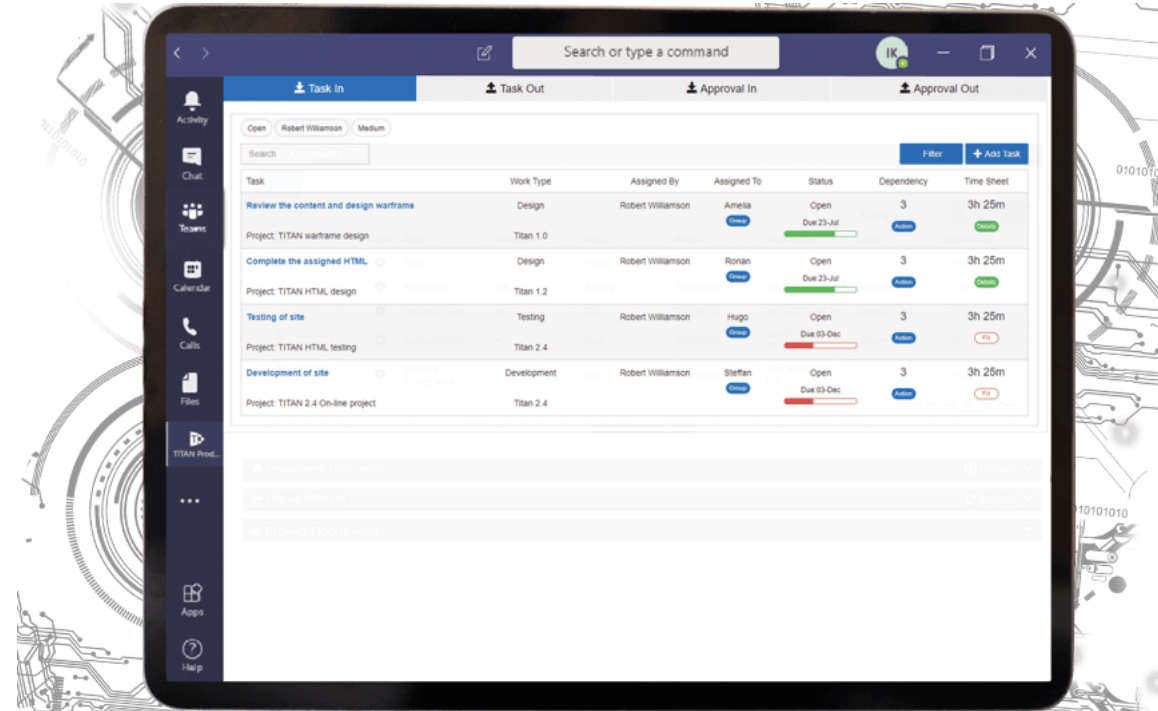 Search or type a command
IK
Activity
Chat
Teams
Calendar
Calls
Files
TITAN Prod...
Apps
Help
Task In
Task Out
Approval In
Approval Out
Open Robert Williamson Medium
Search
Filter
+ Add Task
Task Work Type Assigned By Assigned To Status Dependency Time Sheet
Review the content and design warframe Design Robert Williamson Amelia Open 3 3h 25m
Group Due:23-Jul Action Details
Project: TITAN warframe design Titan 1.0
Complete the assigned HTML Design Robert Williamson Ronan Open 3 3h 25m
Group Due:23-Jul Action Details
Project: TITAN HTML design Titan 1.2
Testing of site Testing Robert Williamson Hugo Open 3 3h 25m
Group Due:03-Dec Action Fil
Project: TITAN HTML testing Titan 2.4
Development of site Development Robert Williamson Steffan Open 3 3h 25m
Group Due:03-Dec Action Fil
Project: TITAN 2.4 On-line project Titan 2.4
010101
10101010